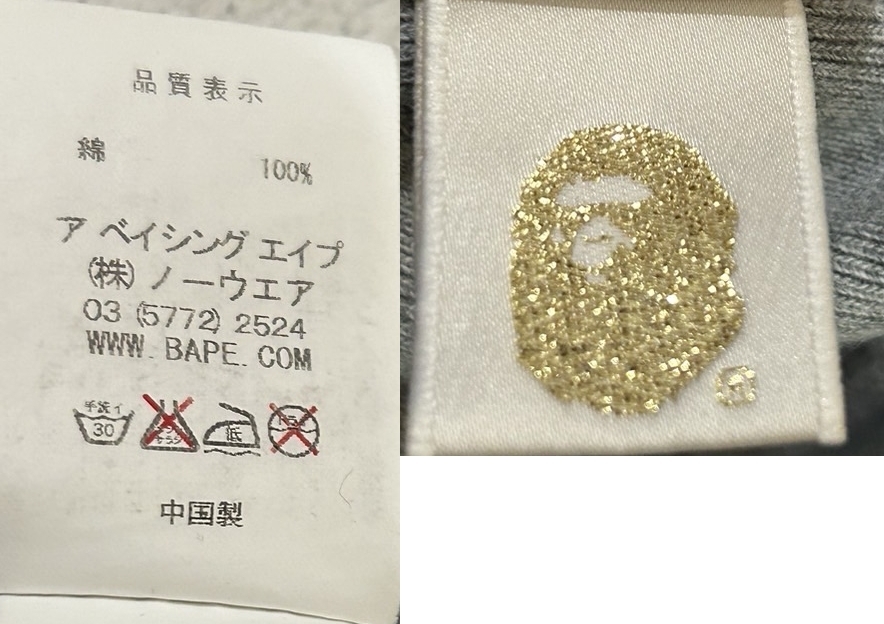 品質表示
綿 100%
ア ベイシング エイプ
(株) ノーウエア
03 (5772) 2524
WWW. BAPE. COM
手洗イ
30
低
中国製